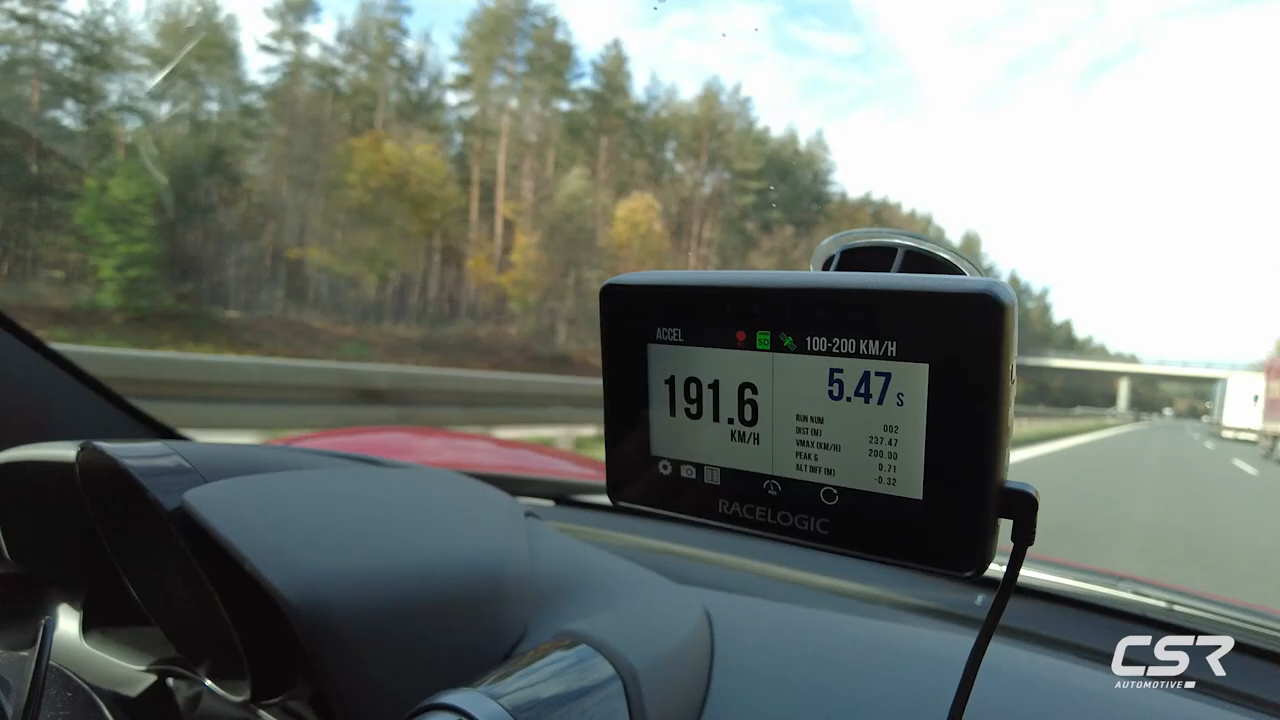 ACCEL
SD
100-200 KM/H
191.6
KM/H
5.47 s
RUN NUM 002
DIST (M) 237.47
VMAX (KM/H) 200.00
PEAK G 0.71
ALT DIFF (M) -0.32
RACELOGIC
CSR
AUTOMOTIVE